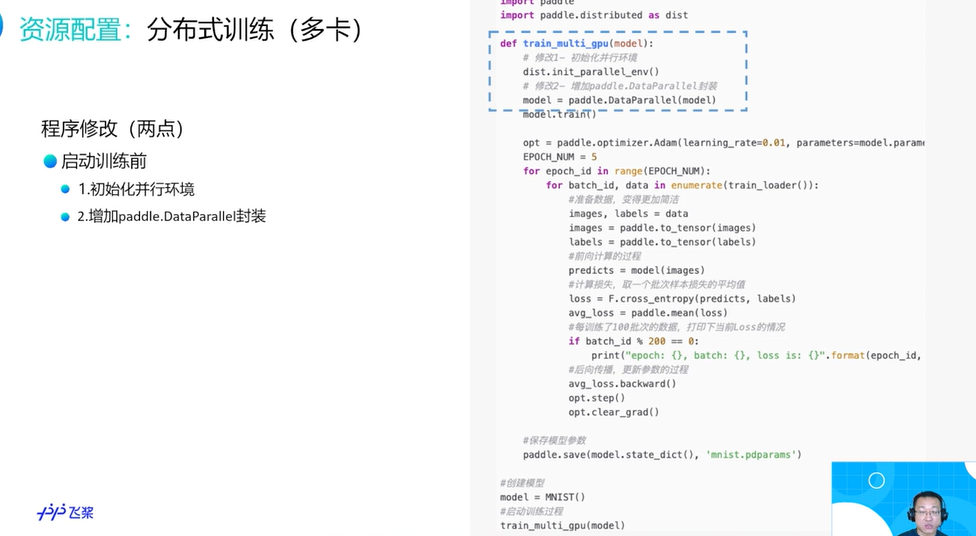 资源配置：分布式训练（多卡）
程序修改（两点）
启动训练前
1.初始化并行环境
2.增加paddle.DataParallel封装
飞桨
import paddle
import paddle.distributed as dist
def train_multi_gpu(model):
# 修改1- 初始化并行环境
dist.init_parallel_env()
# 修改2- 增加paddle.DataParallel封装
model = paddle.DataParallel(model)
model.train()
opt = paddle.optimizer.Adam(learning_rate=0.01, parameters=model.parame
EPOCH_NUM = 5
for epoch_id in range(EPOCH_NUM):
for batch_id, data in enumerate(train_loader()):
#准备数据，变得更加简洁
images, labels = data
images = paddle.to_tensor(images)
labels = paddle.to_tensor(labels)
#前向计算的过程
predicts = model(images)
#计算损失，取一个批次样本损失的平均值
loss = F.cross_entropy(predicts, labels)
avg_loss = paddle.mean(loss)
#每训练了100批次的数据，打印下当前Loss的情况
if batch_id % 200 == 0:
print("epoch: {}, batch: {}, loss is: {}".format(epoch_id,
#后向传播，更新参数的过程
avg_loss.backward()
opt.step()
opt.clear_grad()
#保存模型参数
paddle.save(model.state_dict(), 'mnist.pdparams')
#创建模型
model = MNIST()
#启动训练过程
train_multi_gpu(model)